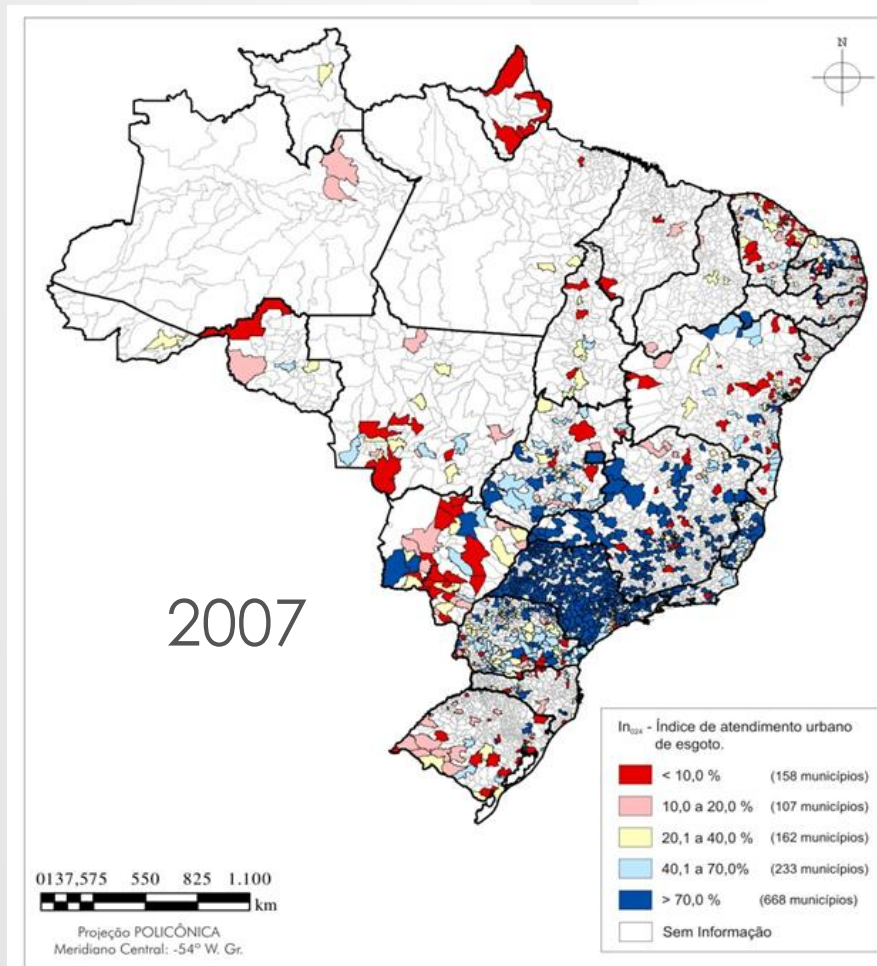 N
2007
In024 - Índice de atendimento urbano
de esgoto.
< 10,0 % (158 municípios)
10,0 a 20,0 % (107 municípios)
20,1 a 40,0 % (162 municípios)
40,1 a 70,0% (233 municípios)
> 70,0 % (668 municípios)
Sem Informação
0137,575 550 825 1.100
km
Projeção POLICÔNICA
Meridiano Central: -54º W. Gr.